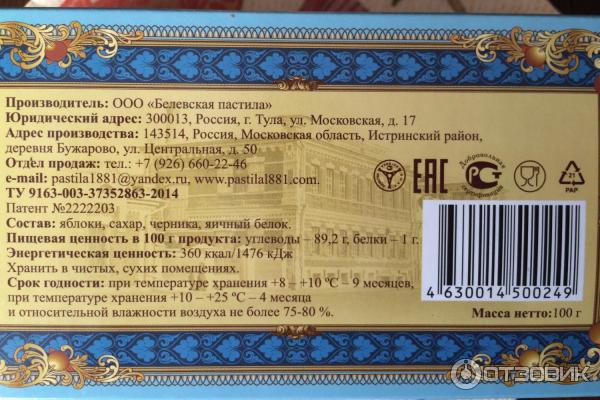 Производитель: ООО «Белевская пастила»
Юридический адрес: 300013, Россия, г. Тула, ул. Московская, д. 17
Адрес производства: 143514, Россия, Московская область, Истринский район,
деревня Бужарово, ул. Центральная, д. 50
Отдел продаж: тел.: +7 (926) 660-22-46
e-mail: pastila1881@yandex.ru, www.pastila1881.com
ТУ 9163-003-37352863-2014
Патент №2222203
Состав: яблоки, сахар, черника, яичный белок.
Пищевая ценность в 100 г продукта: углеводы – 89,2 г, белки – 1 г.
Энергетическая ценность: 360 ккал/1476 кДж
Хранить в чистых, сухих помещениях.
Срок годности: при температуре хранения +8 – +10 ºC – 9 месяцев,
при температуре хранения +10 – +25 ºC – 4 месяца
и относительной влажности воздуха не более 75-80 %.
ЕАС
Добровольная
РСТ
сертификация
21
PAP
4 630014 500249
Масса нетто: 100 г
ОТЗОВИК